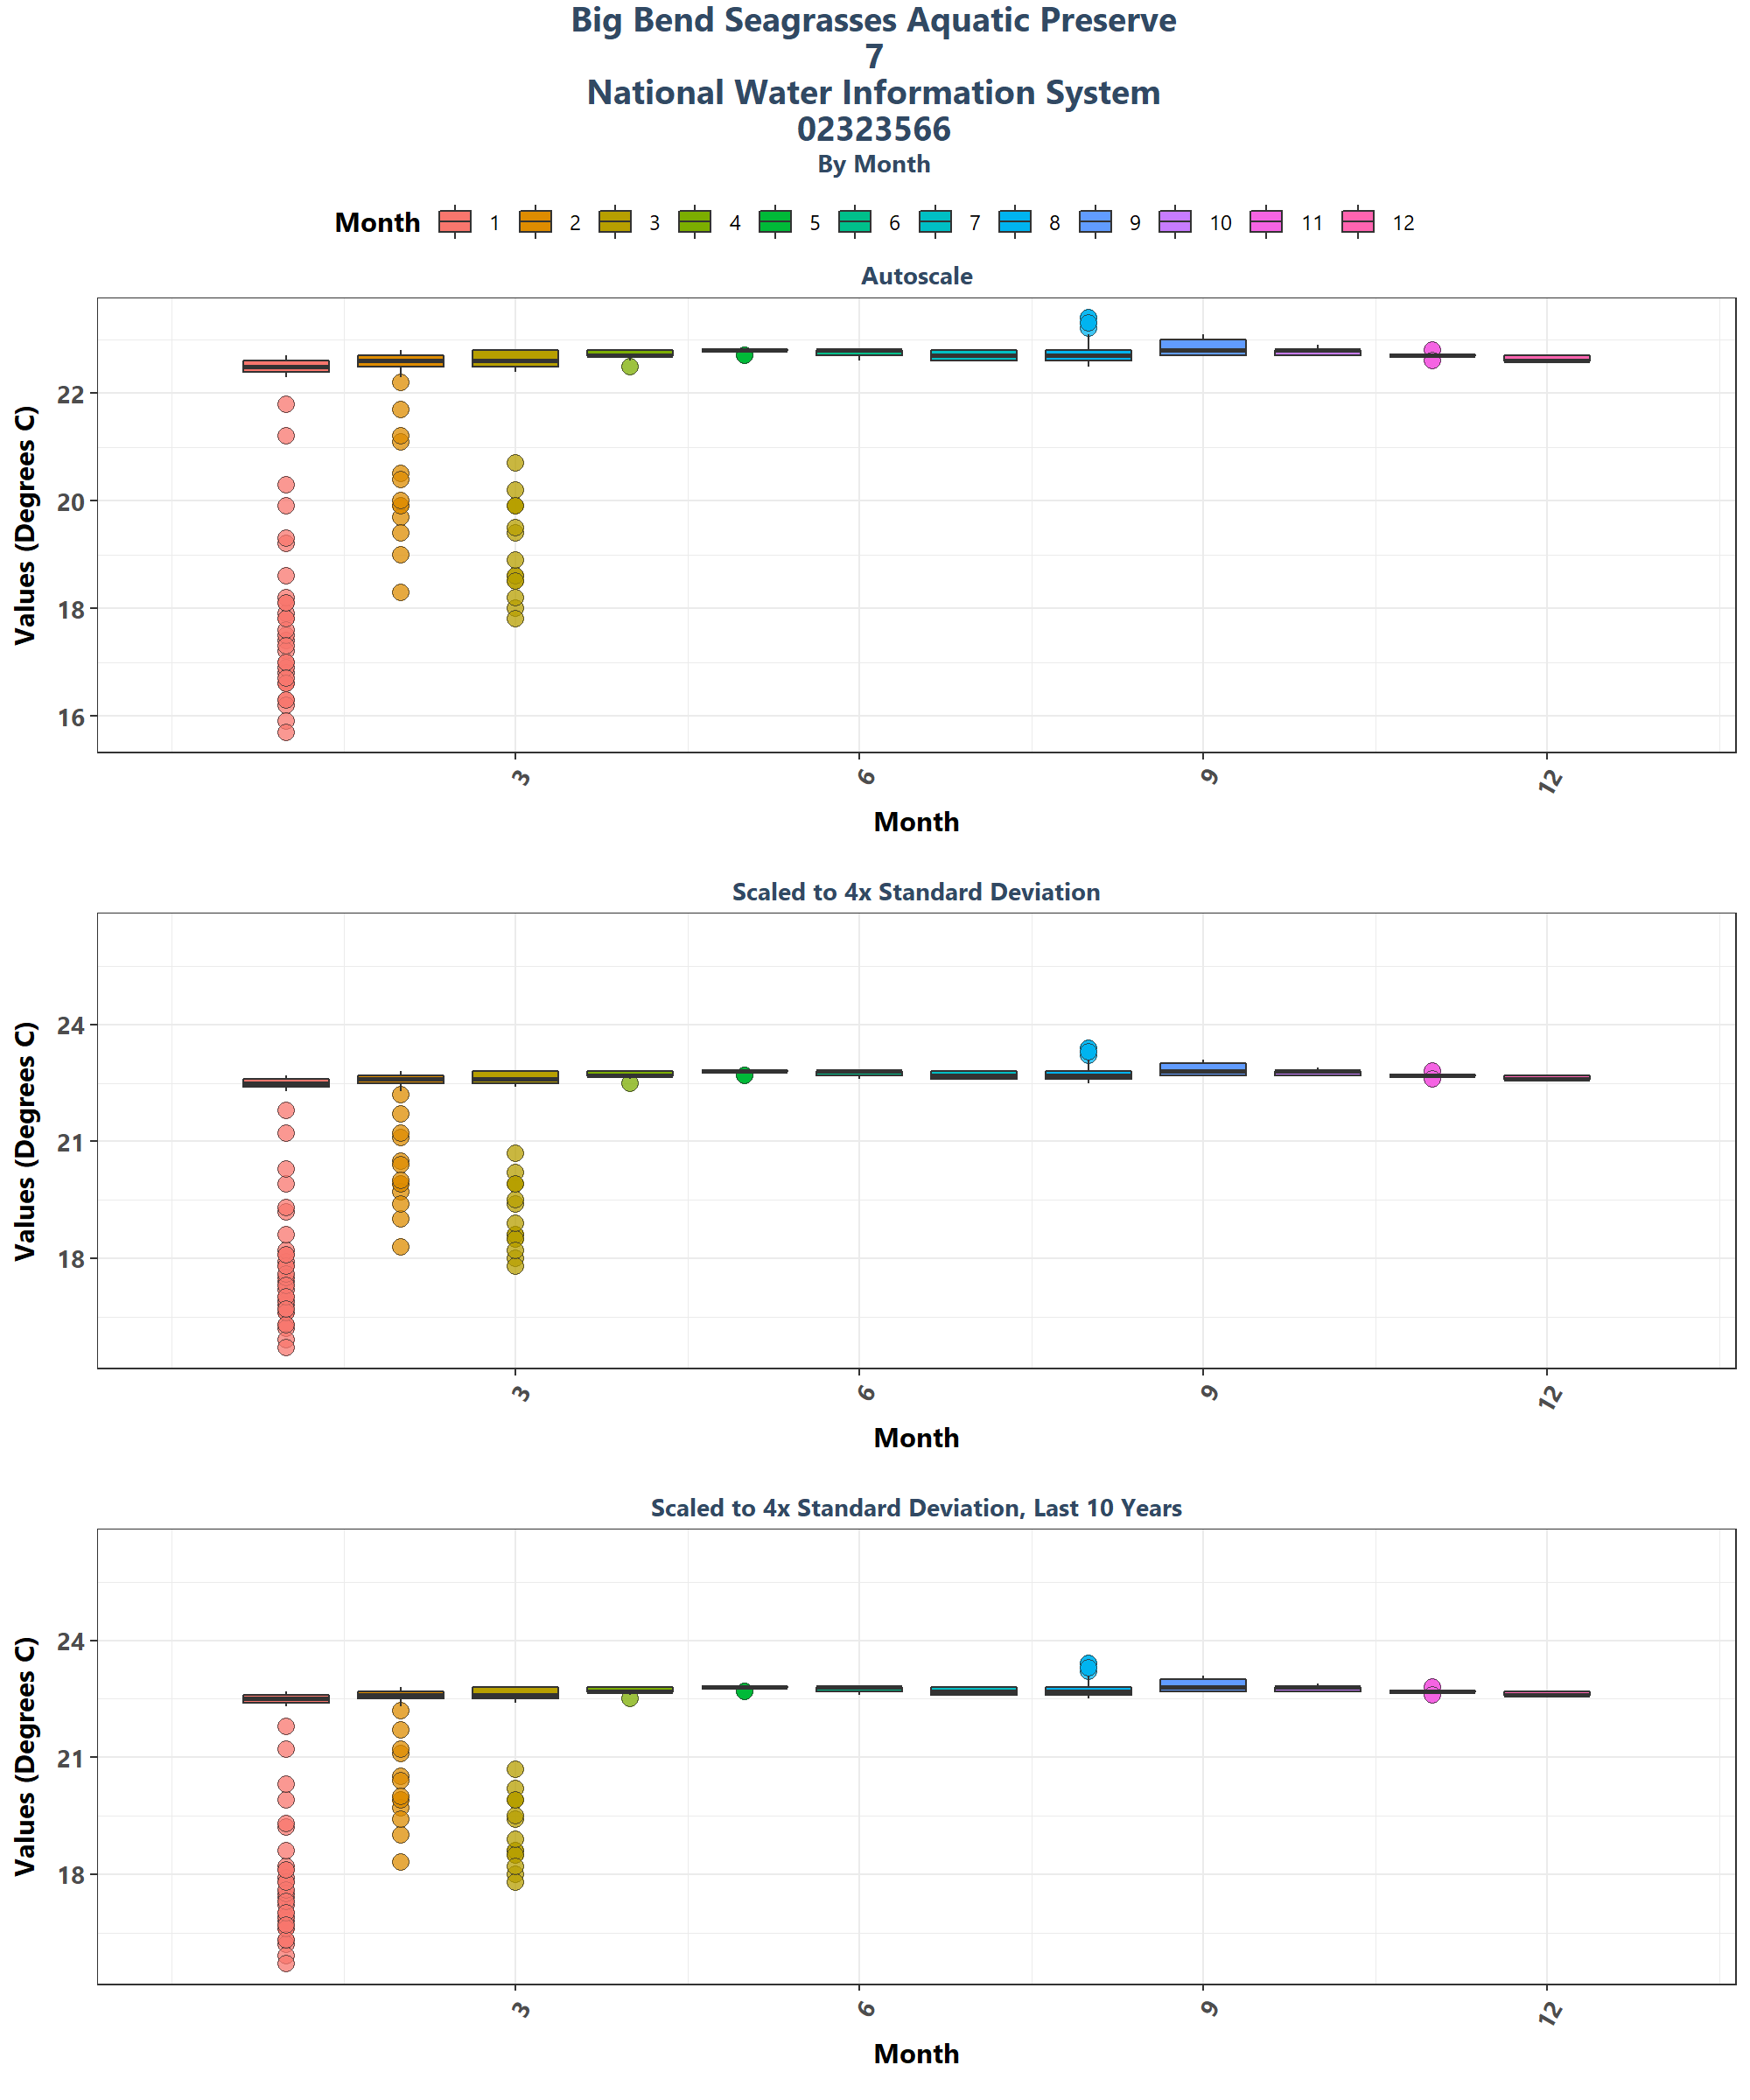 Big Bend Seagrasses Aquatic Preserve
7
National Water Information System
02323566
By Month
Month 1 2 3 4 5 6 7 8 9 10 11 12
Autoscale
Values (Degrees C)
22
20
18
16
3 6 9 12
Month
Scaled to 4x Standard Deviation
Values (Degrees C)
24
21
18
3 6 9 12
Month
Scaled to 4x Standard Deviation, Last 10 Years
Values (Degrees C)
24
21
18
3 6 9 12
Month